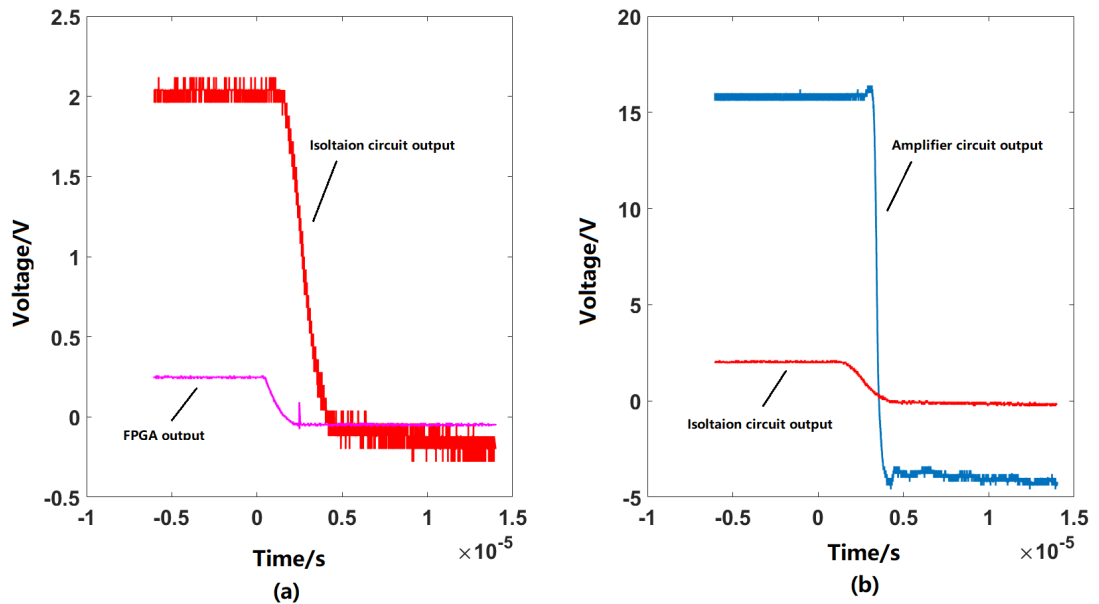 2.5
2
1.5
1
0.5
0
-0.5
-1
-0.5
0
0.5
1
1.5
×10-5
Voltage/V
Time/s
Isoltaion circuit output
FPGA output
(a)
20
15
10
5
0
-5
-1
-0.5
0
0.5
1
1.5
×10-5
Voltage/V
Time/s
Amplifier circuit output
Isoltaion circuit output
(b)